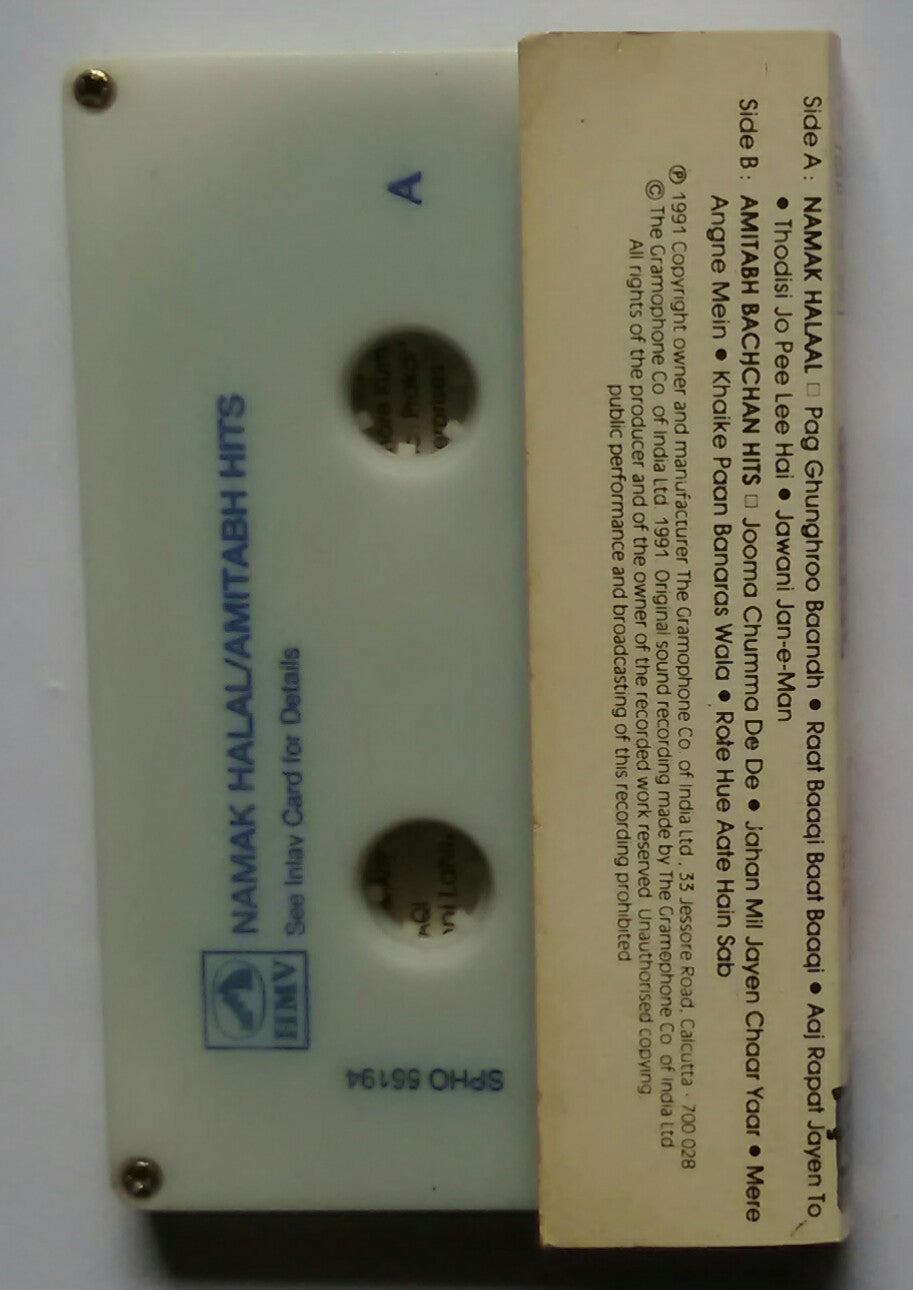 Side A : NAMAK HALAAL □ Pag Ghunghroo Baandh • Raat Baaqi Baat Baaqi • Aaj Rapat Jayen To
• Thodisi Jo Pee Lee Hai • Jawani Jan-e-Man
Side B : AMITABH BACHCHAN HITS □ Jooma Chumma De De • Jahan Mil Jayen Chaar Yaar • Mere
Angne Mein • Khaike Paan Banaras Wala • Rote Hue Aate Hain Sab
℗ 1991 Copyright owner and manufacturer The Gramophone Co. of India Ltd., 33 Jessore Road, Calcutta - 700 028
© The Gramophone Co. of India Ltd. 1991 Original sound recording made by The Gramophone Co. of India Ltd
All rights of the producer and of the owner of the recorded work reserved Unauthorised copying,
public performance and broadcasting of this recording prohibited
A
NAMAK HALAL/AMITABH HITS
See Inlay Card for Details
HMV
SPHO 56194